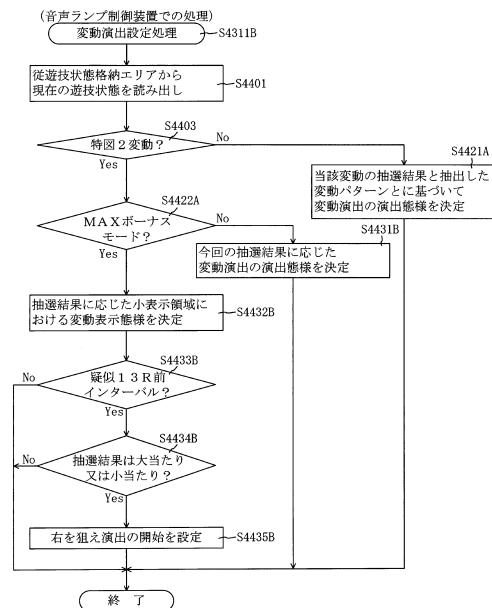 (音声ランプ制御装置での処理)
変動演出設定処理
S4311B
従遊技状態格納エリアから
現在の遊技状態を読み出し
S4401
S4403
特図2変動?
No
Yes
S4421A
当該変動の抽選結果と抽出した
変動パターンとに基づいて
変動演出の演出態様を決定
S4422A
MAXボーナス
モード?
No
Yes
S4431B
今回の抽選結果に応じた
変動演出の演出態様を決定
抽選結果に応じた小表示領域に
おける変動表示態様を決定
S4432B
S4433B
疑似13R前
インターバル?
No
Yes
S4434B
抽選結果は大当たり
又は小当たり?
No
Yes
右を狙え演出の開始を設定
S4435B
終 了